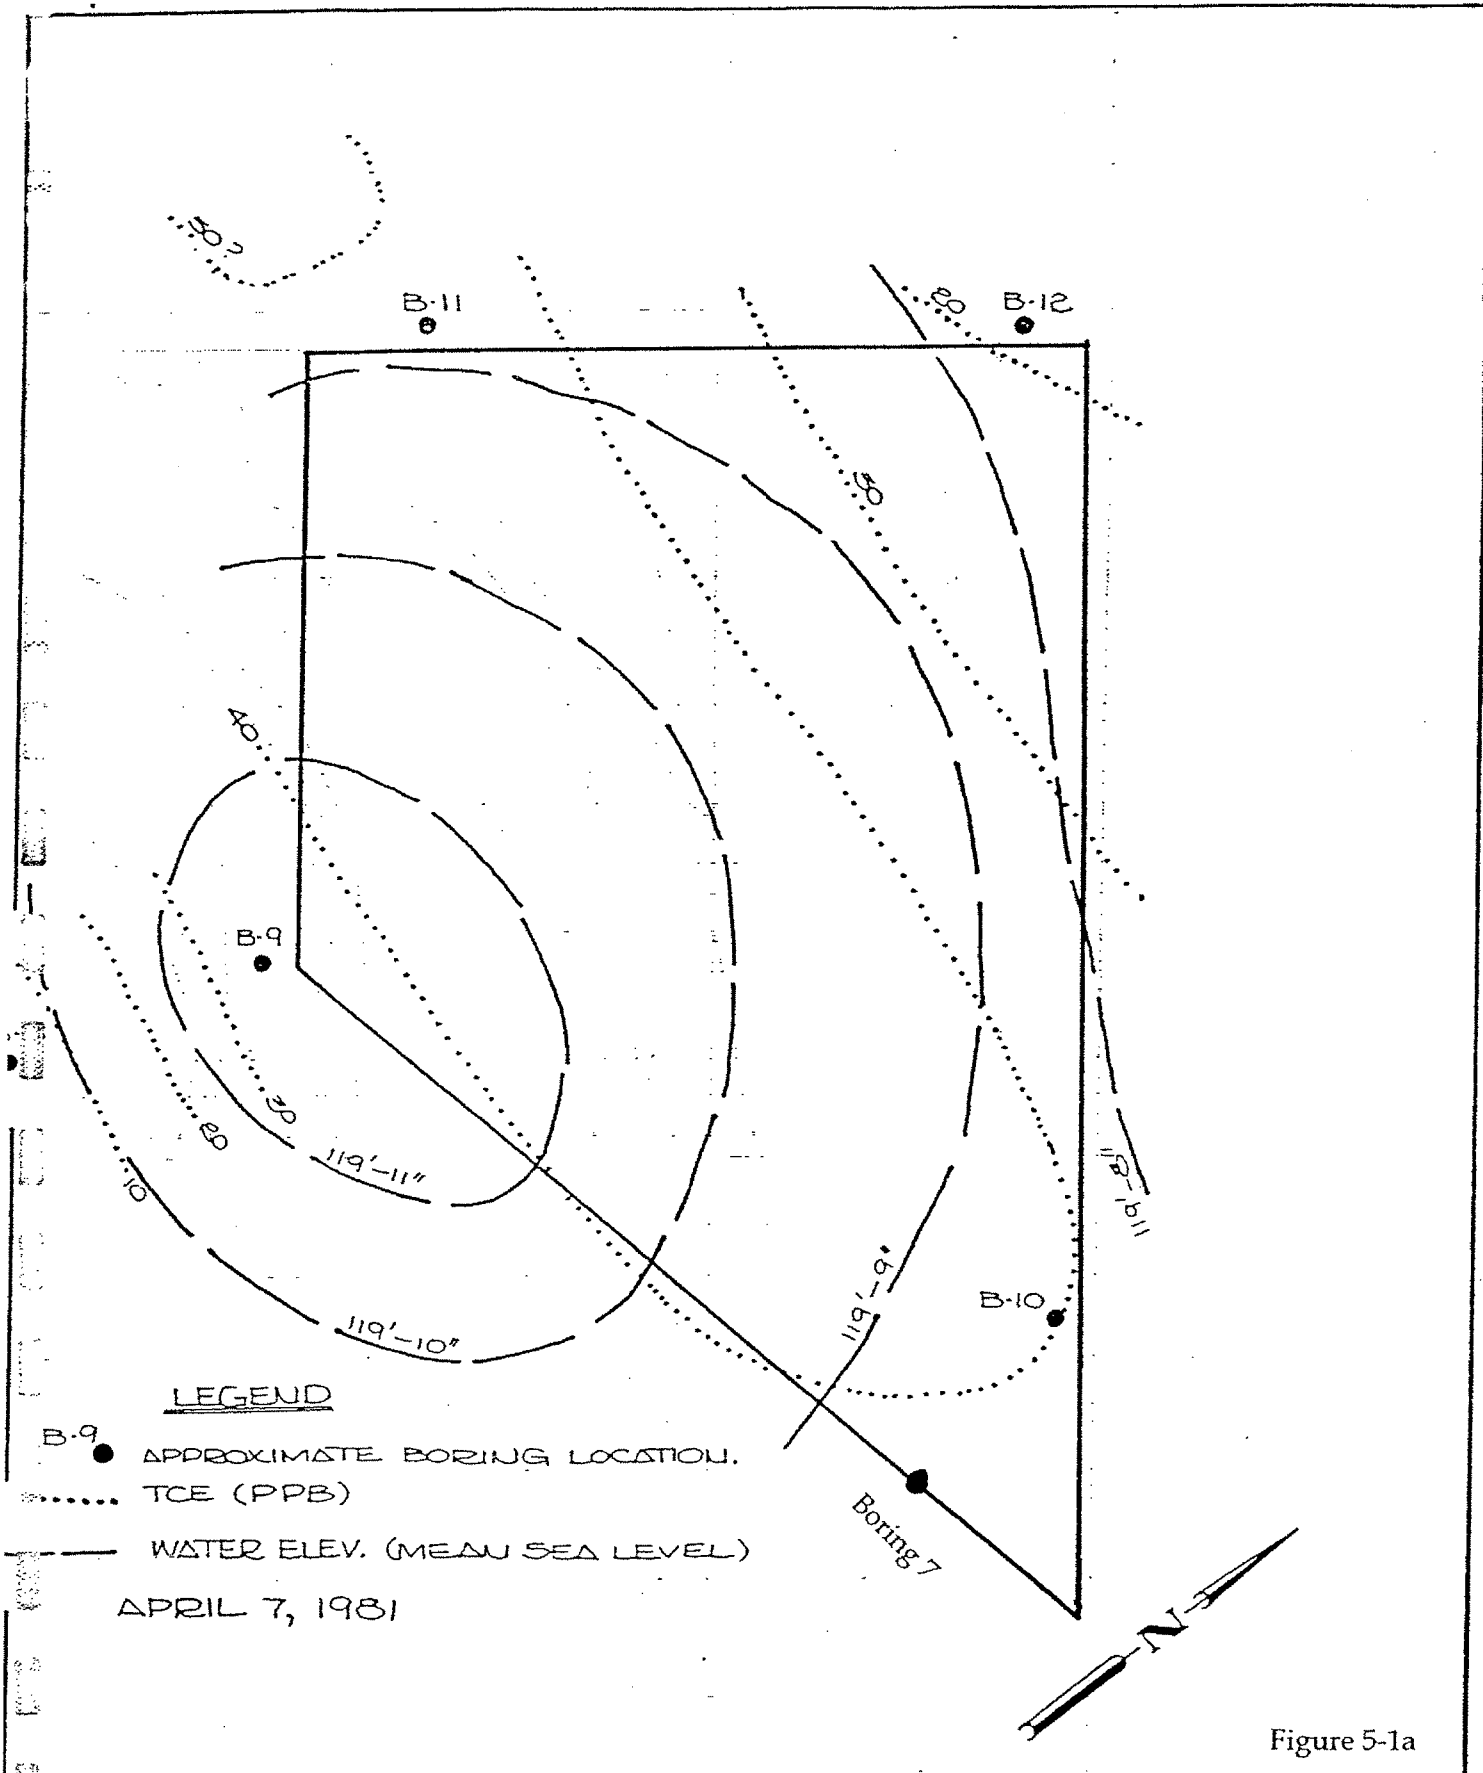 50?
B-11
20
B-12
30
40
B-9
30
20
10
119'-11"
119'-8"
119'-9"
B-10
119'-10"
LEGEND
B-9
APPROXIMATE BORING LOCATION.
TCE (PPB)
WATER ELEV. (MEAN SEA LEVEL)
APRIL 7, 1981
Boring 7
N
Figure 5-1a